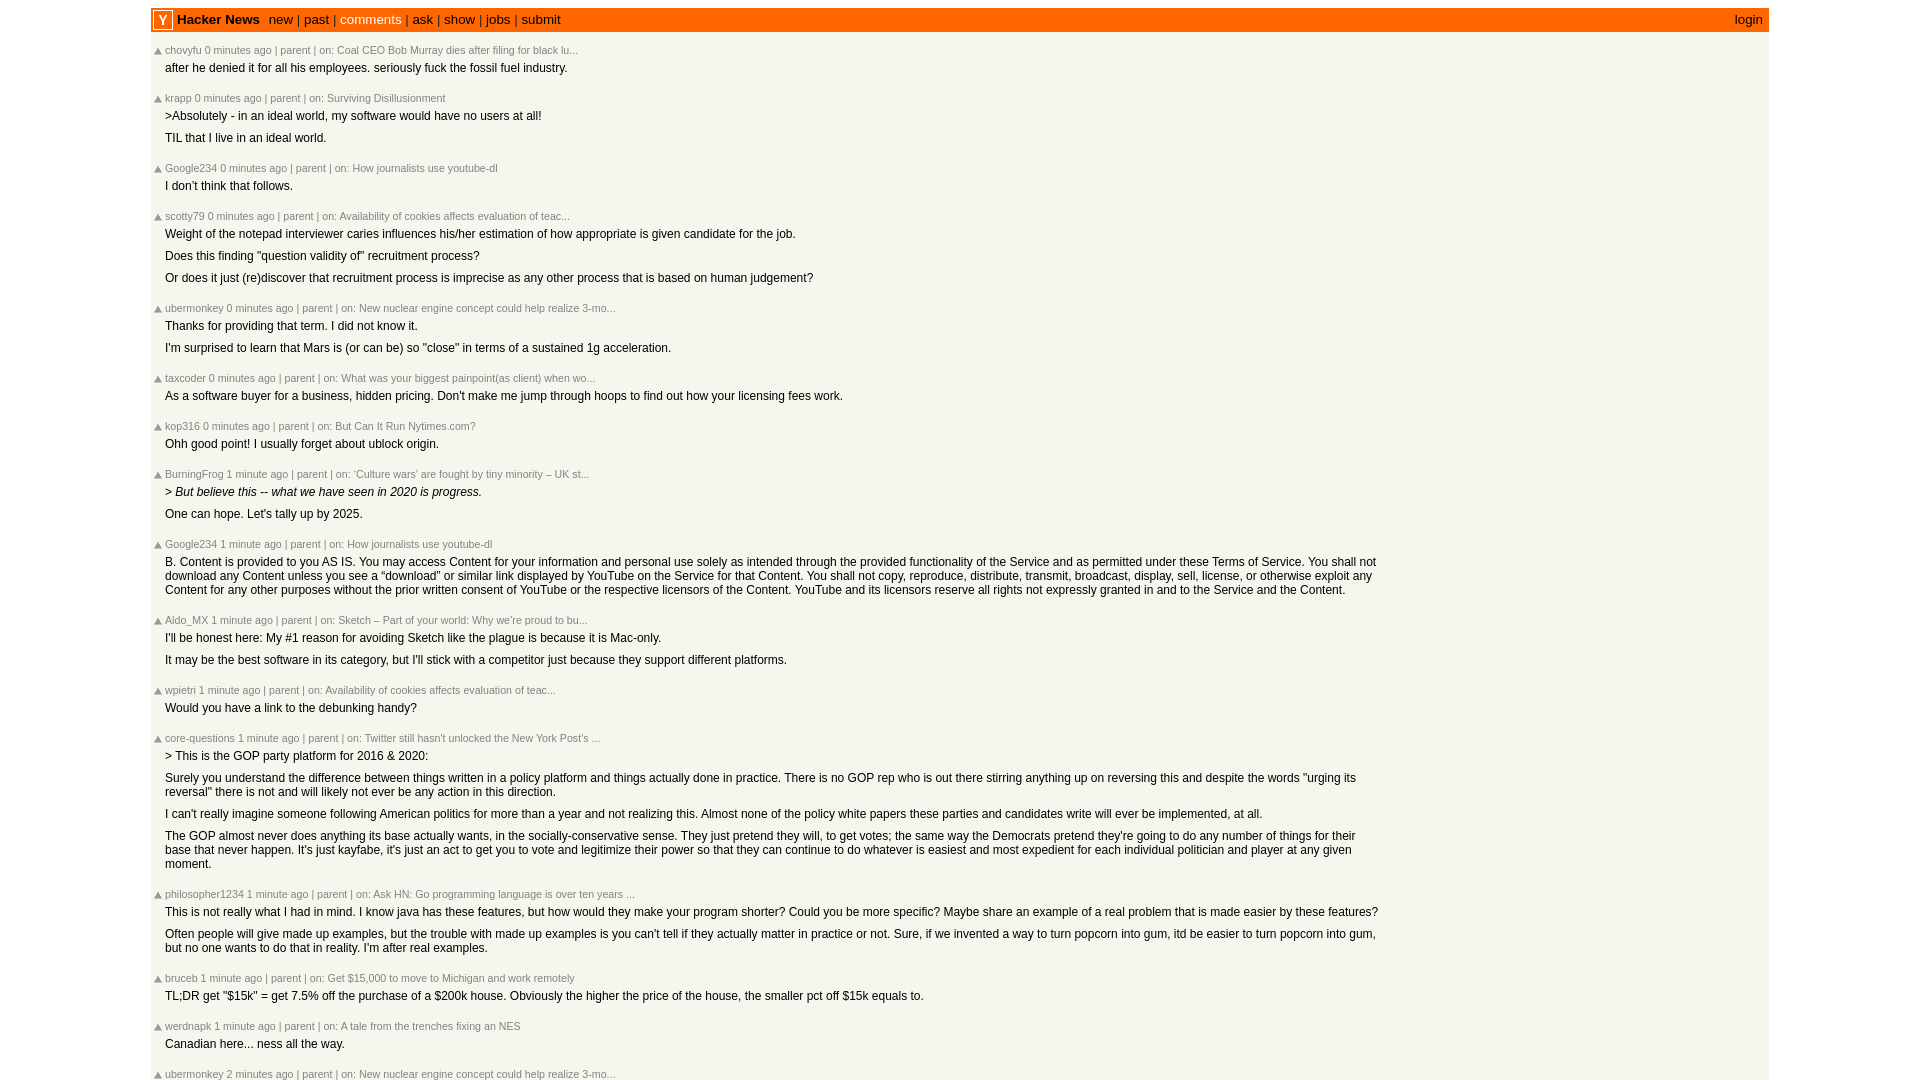 Y Hacker News new | past | comments | ask | show | jobs | submit login
chovyfu 0 minutes ago | parent | on: Coal CEO Bob Murray dies after filing for black lu...
after he denied it for all his employees. seriously fuck the fossil fuel industry.
krapp 0 minutes ago | parent | on: Surviving Disillusionment
>Absolutely - in an ideal world, my software would have no users at all!
TIL that I live in an ideal world.
Google234 0 minutes ago | parent | on: How journalists use youtube-dl
I don’t think that follows.
scotty79 0 minutes ago | parent | on: Availability of cookies affects evaluation of teac...
Weight of the notepad interviewer caries influences his/her estimation of how appropriate is given candidate for the job.
Does this finding "question validity of" recruitment process?
Or does it just (re)discover that recruitment process is imprecise as any other process that is based on human judgement?
ubermonkey 0 minutes ago | parent | on: New nuclear engine concept could help realize 3-mo...
Thanks for providing that term. I did not know it.
I'm surprised to learn that Mars is (or can be) so "close" in terms of a sustained 1g acceleration.
taxcoder 0 minutes ago | parent | on: What was your biggest painpoint(as client) when wo...
As a software buyer for a business, hidden pricing. Don't make me jump through hoops to find out how your licensing fees work.
kop316 0 minutes ago | parent | on: But Can It Run Nytimes.com?
Ohh good point! I usually forget about ublock origin.
BurningFrog 1 minute ago | parent | on: ‘Culture wars’ are fought by tiny minority – UK st...
> But believe this -- what we have seen in 2020 is progress.
One can hope. Let's tally up by 2025.
Google234 1 minute ago | parent | on: How journalists use youtube-dl
B. Content is provided to you AS IS. You may access Content for your information and personal use solely as intended through the provided functionality of the Service and as permitted under these Terms of Service. You shall not
download any Content unless you see a “download” or similar link displayed by YouTube on the Service for that Content. You shall not copy, reproduce, distribute, transmit, broadcast, display, sell, license, or otherwise exploit any
Content for any other purposes without the prior written consent of YouTube or the respective licensors of the Content. YouTube and its licensors reserve all rights not expressly granted in and to the Service and the Content.
Aldo_MX 1 minute ago | parent | on: Sketch – Part of your world: Why we’re proud to bu...
I'll be honest here: My #1 reason for avoiding Sketch like the plague is because it is Mac-only.
It may be the best software in its category, but I'll stick with a competitor just because they support different platforms.
wpietri 1 minute ago | parent | on: Availability of cookies affects evaluation of teac...
Would you have a link to the debunking handy?
core-questions 1 minute ago | parent | on: Twitter still hasn't unlocked the New York Post's ...
> This is the GOP party platform for 2016 & 2020:
Surely you understand the difference between things written in a policy platform and things actually done in practice. There is no GOP rep who is out there stirring anything up on reversing this and despite the words "urging its
reversal" there is not and will likely not ever be any action in this direction.
I can't really imagine someone following American politics for more than a year and not realizing this. Almost none of the policy white papers these parties and candidates write will ever be implemented, at all.
The GOP almost never does anything its base actually wants, in the socially-conservative sense. They just pretend they will, to get votes; the same way the Democrats pretend they're going to do any number of things for their
base that never happen. It's just kayfabe, it's just an act to get you to vote and legitimize their power so that they can continue to do whatever is easiest and most expedient for each individual politician and player at any given
moment.
philosopher1234 1 minute ago | parent | on: Ask HN: Go programming language is over ten years ...
This is not really what I had in mind. I know java has these features, but how would they make your program shorter? Could you be more specific? Maybe share an example of a real problem that is made easier by these features?
Often people will give made up examples, but the trouble with made up examples is you can't tell if they actually matter in practice or not. Sure, if we invented a way to turn popcorn into gum, itd be easier to turn popcorn into gum,
but no one wants to do that in reality. I'm after real examples.
bruceb 1 minute ago | parent | on: Get $15,000 to move to Michigan and work remotely
TL;DR get "$15k" = get 7.5% off the purchase of a $200k house. Obviously the higher the price of the house, the smaller pct off $15k equals to.
werdnapk 1 minute ago | parent | on: A tale from the trenches fixing an NES
Canadian here... ness all the way.
ubermonkey 2 minutes ago | parent | on: New nuclear engine concept could help realize 3-mo...